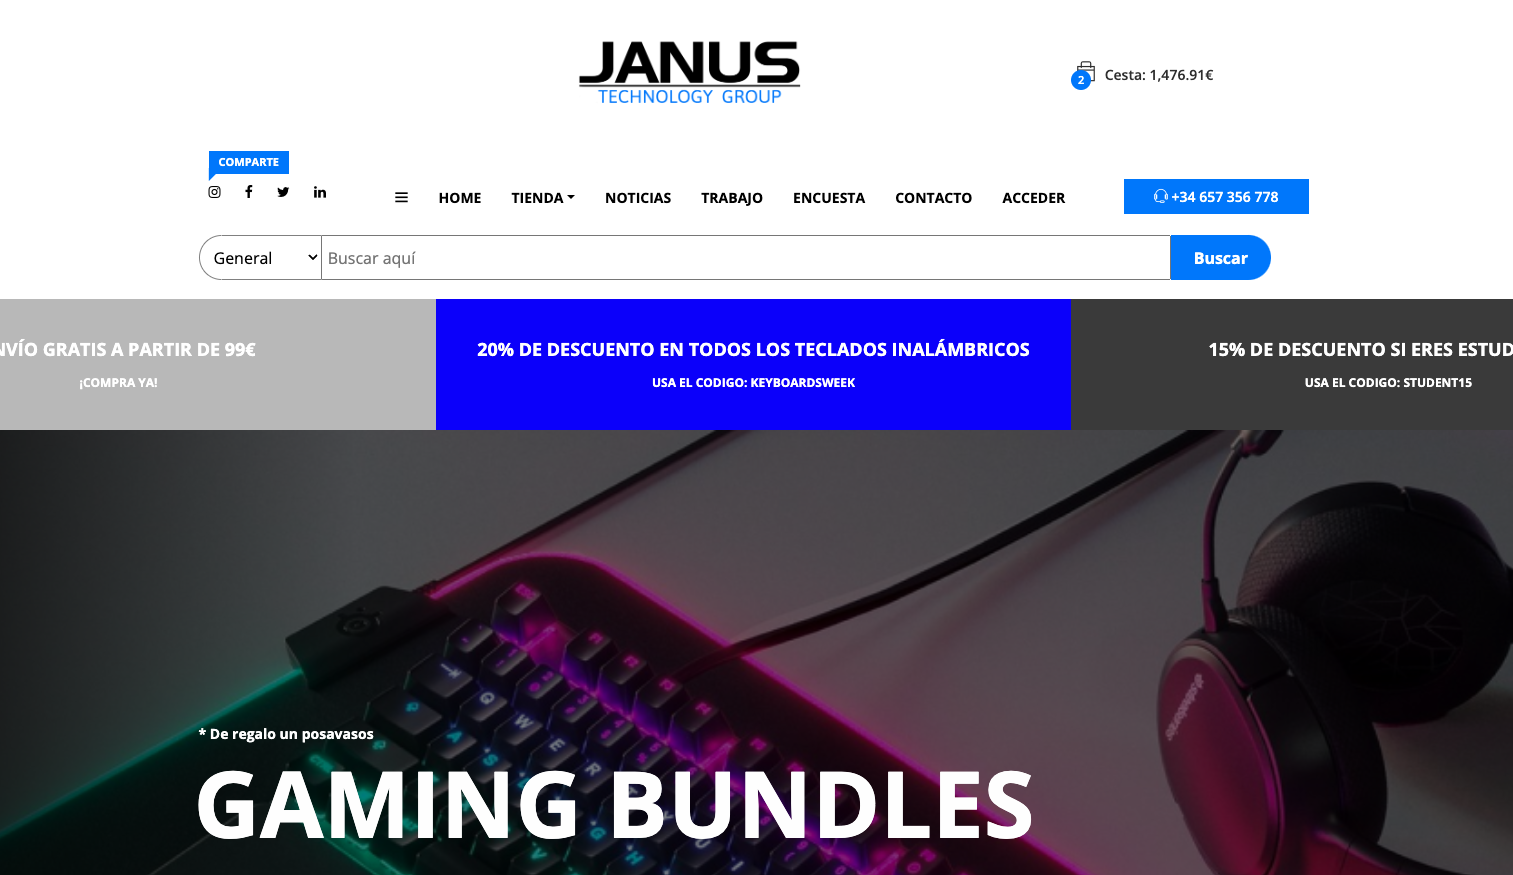 JANUS
TECHNOLOGY GROUP
2
Cesta: 1,476.91€
COMPARTE
HOME
TIENDA
NOTICIAS
TRABAJO
ENCUESTA
CONTACTO
ACCEDER
+34 657 356 778
General
Buscar aquí
Buscar
NVÍO GRATIS A PARTIR DE 99€
¡COMPRA YA!
20% DE DESCUENTO EN TODOS LOS TECLADOS INALÁMBRICOS
USA EL CODIGO: KEYBOARDSWEEK
15% DE DESCUENTO SI ERES ESTUD
USA EL CODIGO: STUDENT15
* De regalo un posavasos
GAMING BUNDLES